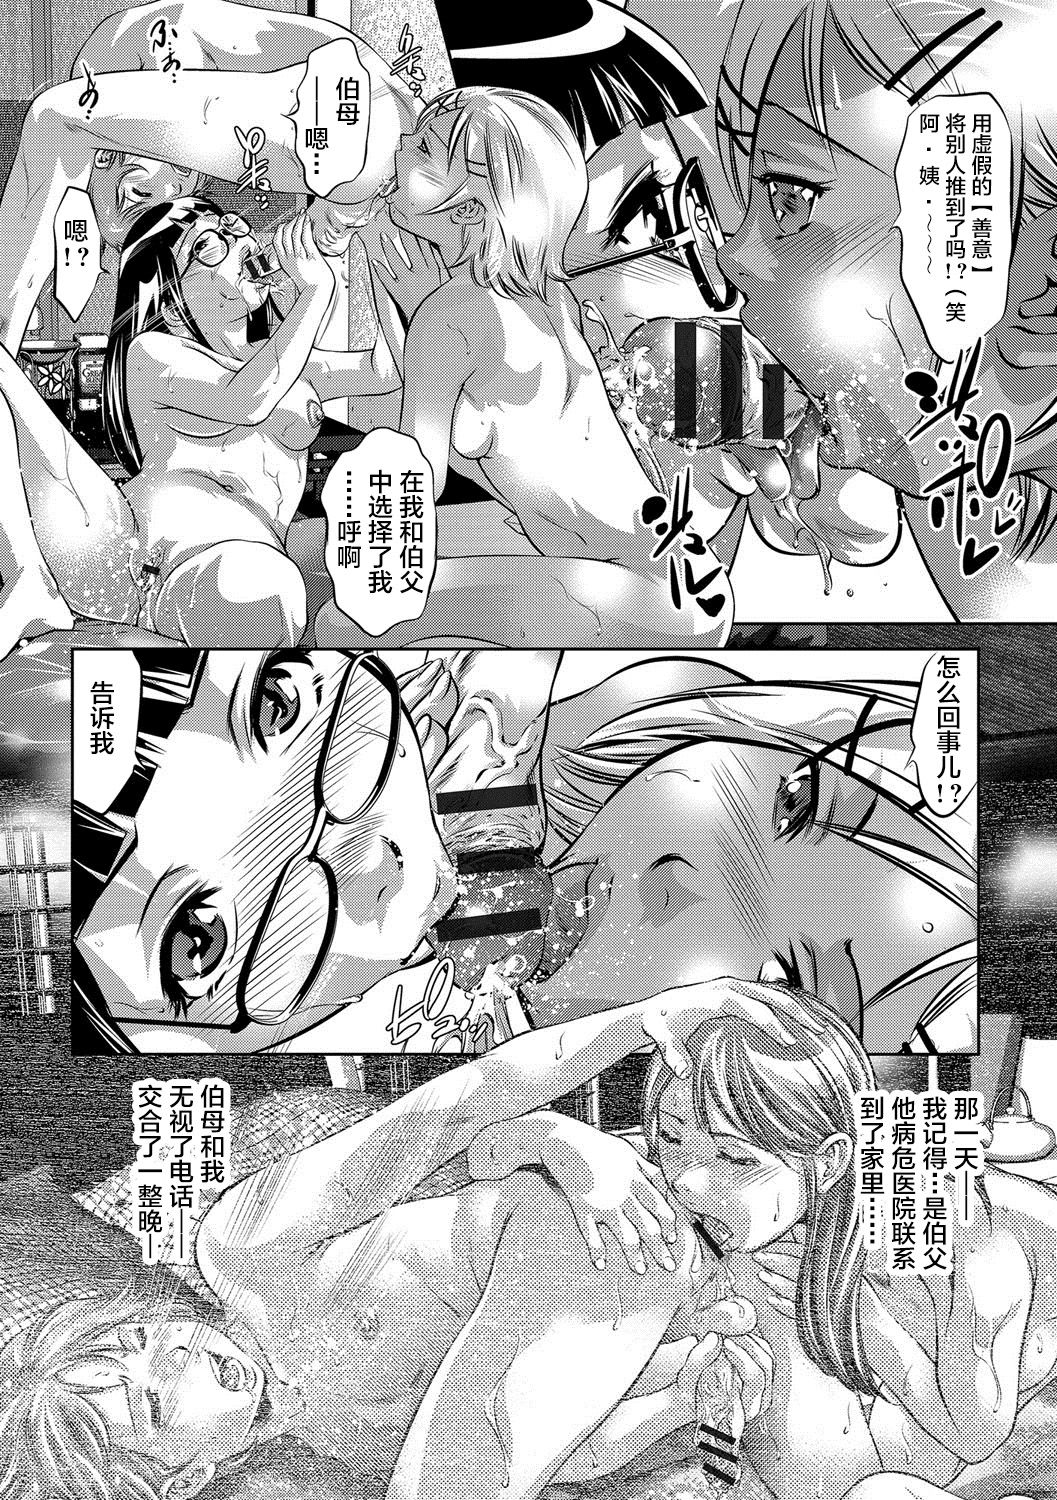 用虚假的【善意】
将别人推到了吗!?(笑
阿·姨·～～～
伯母
——嗯…
嗯!?
在我和伯父
中选择了我
……呼啊
怎么回事儿!?
告诉我
那一天——
我记得…是伯父
他病危医院联系
到了家里……
伯母和我
无视了电话——
交合了一整晚—